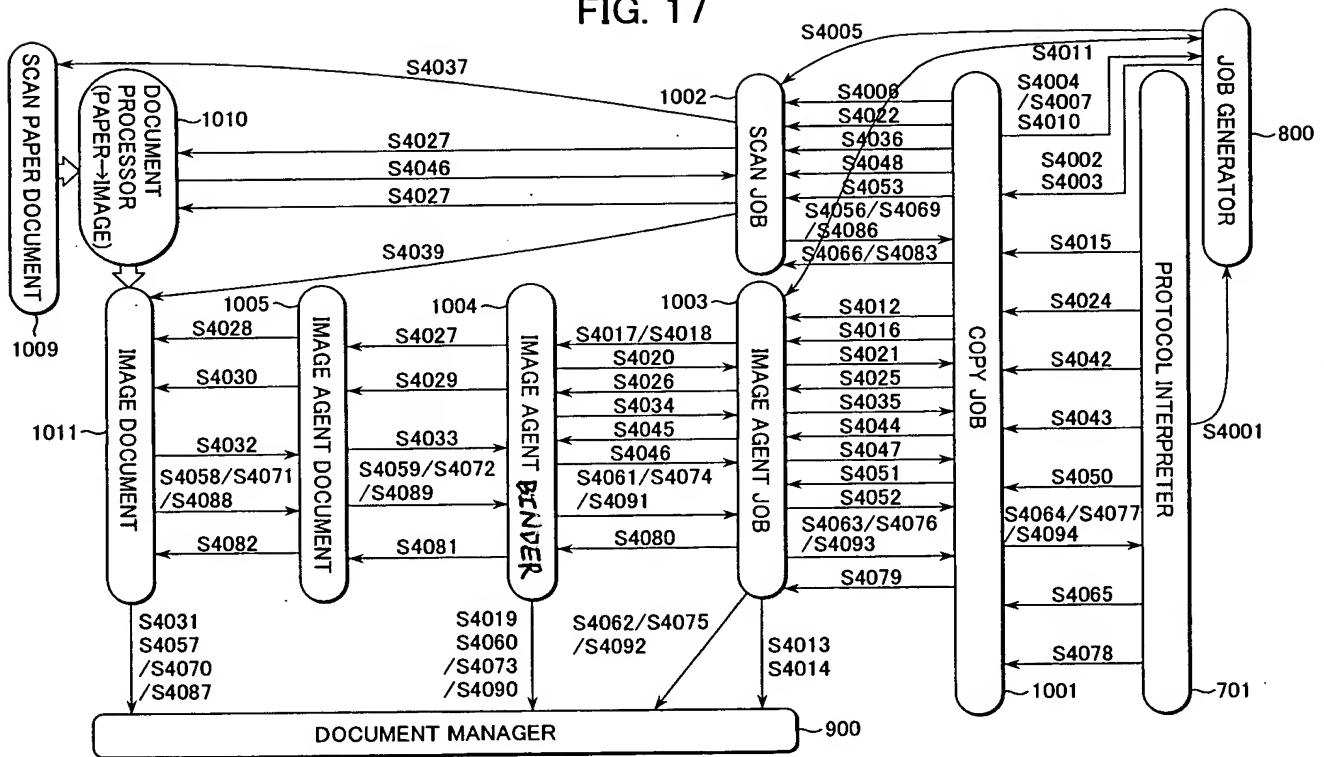 FIG. 17
SCAN PAPER DOCUMENT
1009
DOCUMENT
PROCESSOR
(PAPER→IMAGE)
1010
S4037
S4027
S4046
S4027
S4039
1002
SCAN JOB
S4005
S4011
S4006
S4022
S4036
S4048
S4053
S4056/S4069
/S4086
S4066/S4083
S4004
/S4007
S4010
S4002
S4003
JOB GENERATOR
800
S4001
1011
IMAGE DOCUMENT
1005
IMAGE AGENT DOCUMENT
1004
IMAGE AGENT BINDER
1003
IMAGE AGENT JOB
COPY JOB
1001
PROTOCOL INTERPRETER
701
S4028
S4030
S4032
S4058/S4071
/S4088
S4082
S4027
S4029
S4033
S4059/S4072
/S4089
S4081
S4017/S4018
S4020
S4026
S4034
S4045
S4046
S4061/S4074
/S4091
S4080
S4012
S4016
S4021
S4025
S4035
S4044
S4047
S4051
S4052
S4063/S4076
/S4093
S4079
S4015
S4024
S4042
S4043
S4050
S4064/S4077
/S4094
S4065
S4078
S4031
S4057
/S4070
/S4087
S4019
S4060
/S4073
/S4090
S4062/S4075
/S4092
S4013
S4014
DOCUMENT MANAGER
900